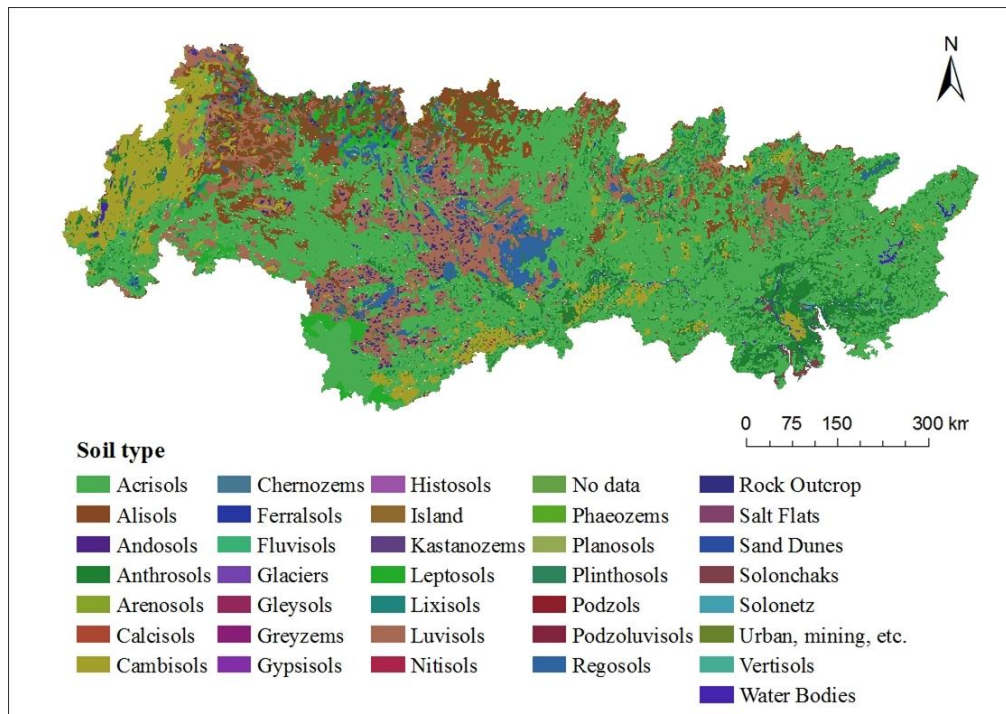 N
0 75 150 300 km
Soil type
Acrisols
Alisols
Andosols
Anthrosols
Arenosols
Calcisols
Cambisols
Chernozems
Ferralsols
Fluvisols
Glaciers
Gleysols
Greyzems
Gypsisols
Histosols
Island
Kastanozems
Leptosols
Lixisols
Luvisols
Nitisols
No data
Phaeozems
Planosols
Plinthosols
Podzols
Podzoluvisols
Regosols
Rock Outcrop
Salt Flats
Sand Dunes
Solonchaks
Solonetz
Urban, mining, etc.
Vertisols
Water Bodies